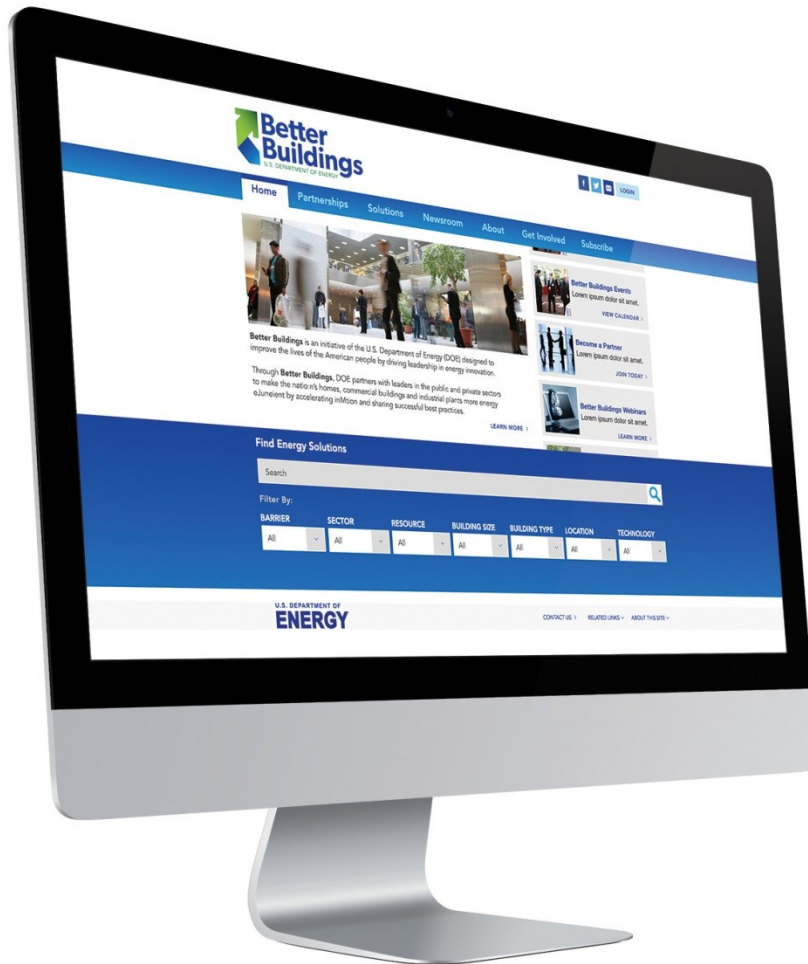 Better
Buildings
U.S. DEPARTMENT OF ENERGY
f
LOGIN
Home Partnerships Solutions Newsroom About Get Involved Subscribe
Better Buildings is an initiative of the U.S. Department of Energy (DOE) designed to
improve the lives of the American people by driving leadership in energy innovation.
Through Better Buildings, DOE partners with leaders in the public and private sectors
to make the nation's homes, commercial buildings and industrial plants more energy
eJunient by accelerating inMtion and sharing successful best practices.
LEARN MORE >
Better Buildings Events
Lorem ipsum dolor sit amet.
VIEW CALENDAR >
Become a Partner
Lorem ipsum dolor sit amet.
JOIN TODAY >
Better Buildings Webinars
Lorem ipsum dolor sit amet.
LEARN MORE >
Find Energy Solutions
Search
Filter By:
BARRIER SECTOR RESOURCE BUILDING SIZE BUILDING TYPE LOCATION TECHNOLOGY
All All All All All All All
U.S. DEPARTMENT OF
ENERGY
CONTACT US > RELATED LINKS ABOUT THIS SITE